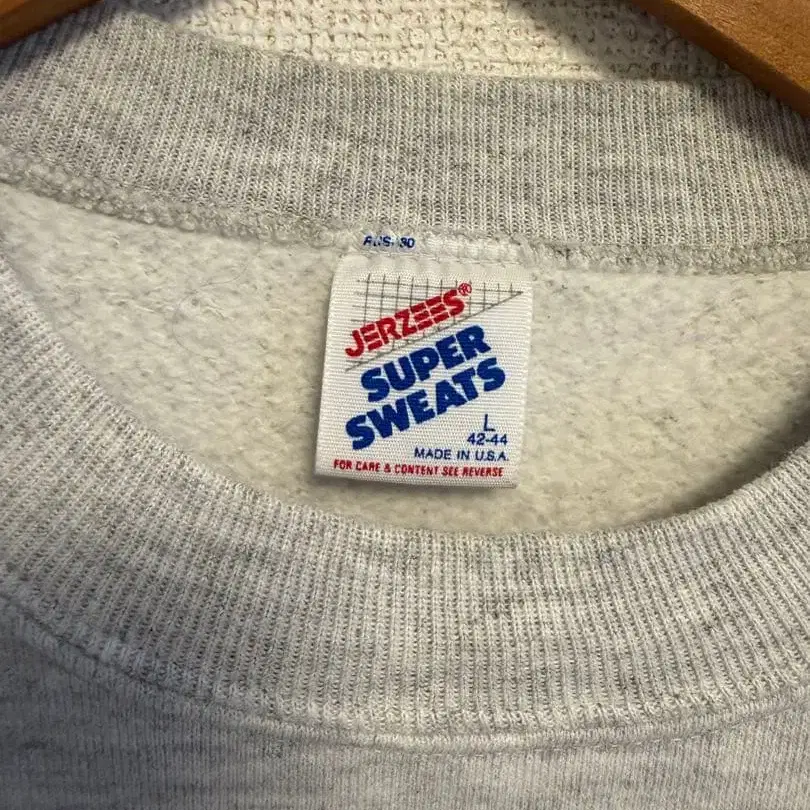 JERZEES®
SUPER
SWEATS
L
42-44
MADE IN U.S.A.
FOR CARE & CONTENT SEE REVERSE